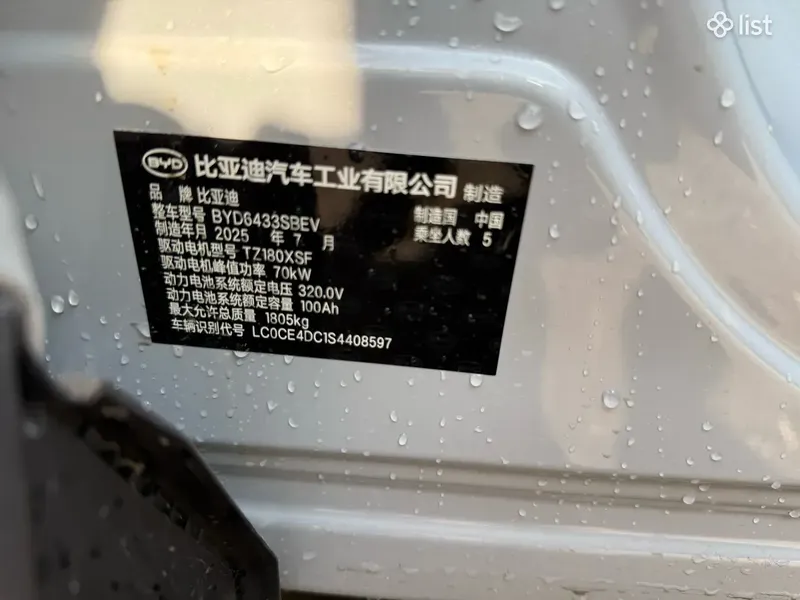 list
BYD 比亚迪汽车工业有限公司 制造
品 牌 比亚迪
制造国 中国
整车型号 BYD6433SBEV
乘坐人数 5
制造年月 2025 年 7 月
驱动电机型号 TZ180XSF
驱动电机峰值功率 70kW
动力电池系统额定电压 320.0V
动力电池系统额定容量 100Ah
最大允许总质量 1805kg
车辆识别代号 LC0CE4DC1S4408597